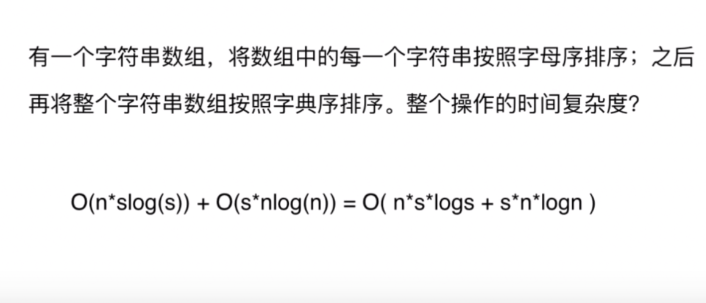 有一个字符串数组，将数组中的每一个字符串按照字母序排序；之后
再将整个字符串数组按照字典序排序。整个操作的时间复杂度？
O(n*slog(s)) + O(s*nlog(n)) = O( n*s*logs + s*n*logn )